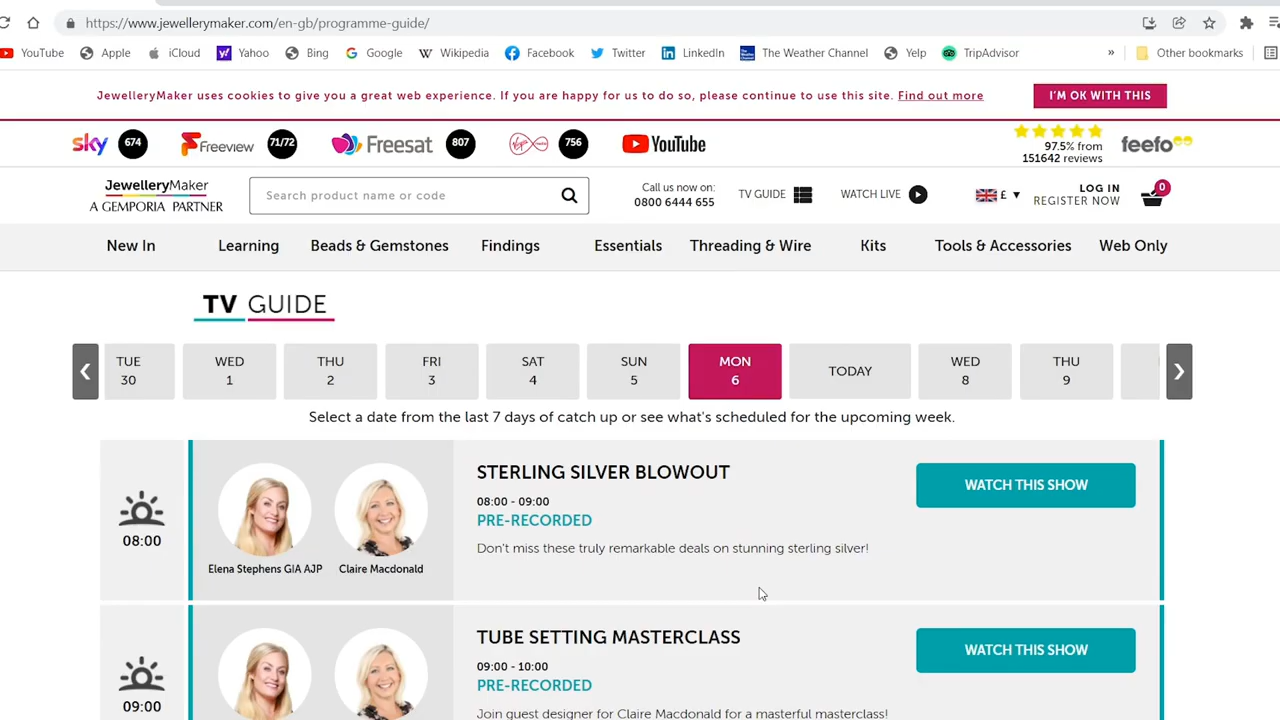 https://www.jewellerymaker.com/en-gb/programme-guide/
YouTube Apple iCloud Yahoo Bing Google Wikipedia Facebook Twitter LinkedIn The Weather Channel Yelp TripAdvisor » Other bookmarks
JewelleryMaker uses cookies to give you a great web experience. If you are happy for us to do so, please continue to use this site. Find out more
I'M OK WITH THIS
sky 674 Freeview 71/72 freesat 807 Virgin media 756 YouTube
97.5% from
151642 reviews
feefo
JewelleryMaker
A GEMPORIA PARTNER
Search product name or code
Call us now on:
0800 6444 655
TV GUIDE
WATCH LIVE
£ ▼
LOG IN
REGISTER NOW
0
New In Learning Beads & Gemstones Findings Essentials Threading & Wire Kits Tools & Accessories Web Only
TV GUIDE
TUE WED THU FRI SAT SUN MON TODAY WED THU
30 1 2 3 4 5 6 8 9
Select a date from the last 7 days of catch up or see what's scheduled for the upcoming week.
08:00
Elena Stephens GIA AJP
Claire Macdonald
STERLING SILVER BLOWOUT
08:00 - 09:00
PRE-RECORDED
Don't miss these truly remarkable deals on stunning sterling silver!
WATCH THIS SHOW
09:00
TUBE SETTING MASTERCLASS
09:00 - 10:00
PRE-RECORDED
Join guest designer for Claire Macdonald for a masterful masterclass!
WATCH THIS SHOW